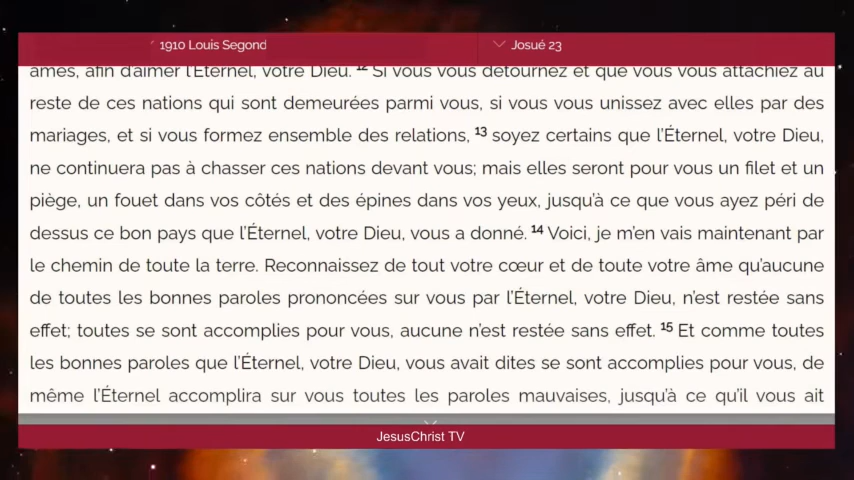 1910 Louis Segond
Josué 23
âmes, afin d'aimer l'Éternel, votre Dieu. 12 Si vous vous détournez et que vous vous attachiez au
reste de ces nations qui sont demeurées parmi vous, si vous vous unissez avec elles par des
mariages, et si vous formez ensemble des relations, 13 soyez certains que l'Éternel, votre Dieu,
ne continuera pas à chasser ces nations devant vous; mais elles seront pour vous un filet et un
piège, un fouet dans vos côtés et des épines dans vos yeux, jusqu'à ce que vous ayez péri de
dessus ce bon pays que l'Éternel, votre Dieu, vous a donné. 14 Voici, je m'en vais maintenant par
le chemin de toute la terre. Reconnaissez de tout votre cœur et de toute votre âme qu'aucune
de toutes les bonnes paroles prononcées sur vous par l'Éternel, votre Dieu, n'est restée sans
effet; toutes se sont accomplies pour vous, aucune n'est restée sans effet. 15 Et comme toutes
les bonnes paroles que l'Éternel, votre Dieu, vous avait dites se sont accomplies pour vous, de
même l'Éternel accomplira sur vous toutes les paroles mauvaises, jusqu'à ce qu'il vous ait
JesusChrist TV